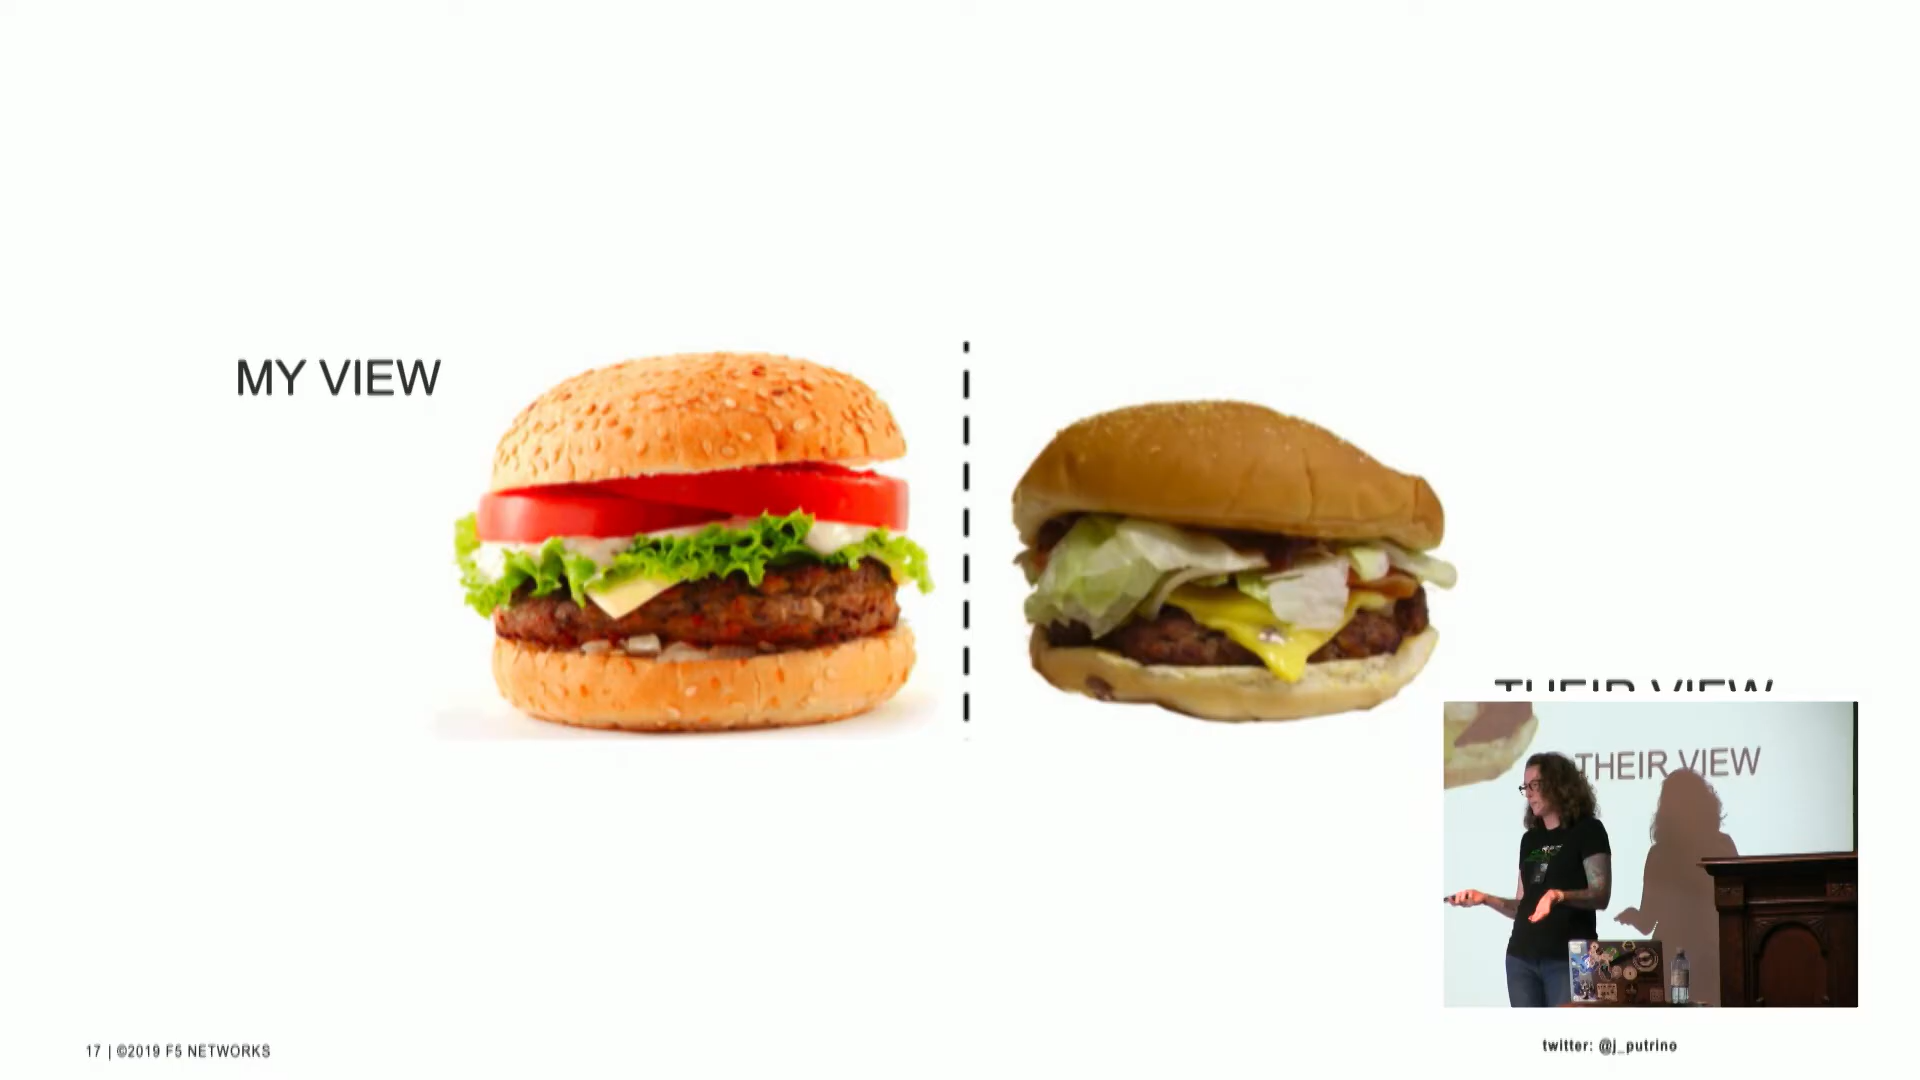 MY VIEW
THEIR VIEW
THEIR VIEW
17 | ©2019 F5 NETWORKS
twitter: @j_putrino